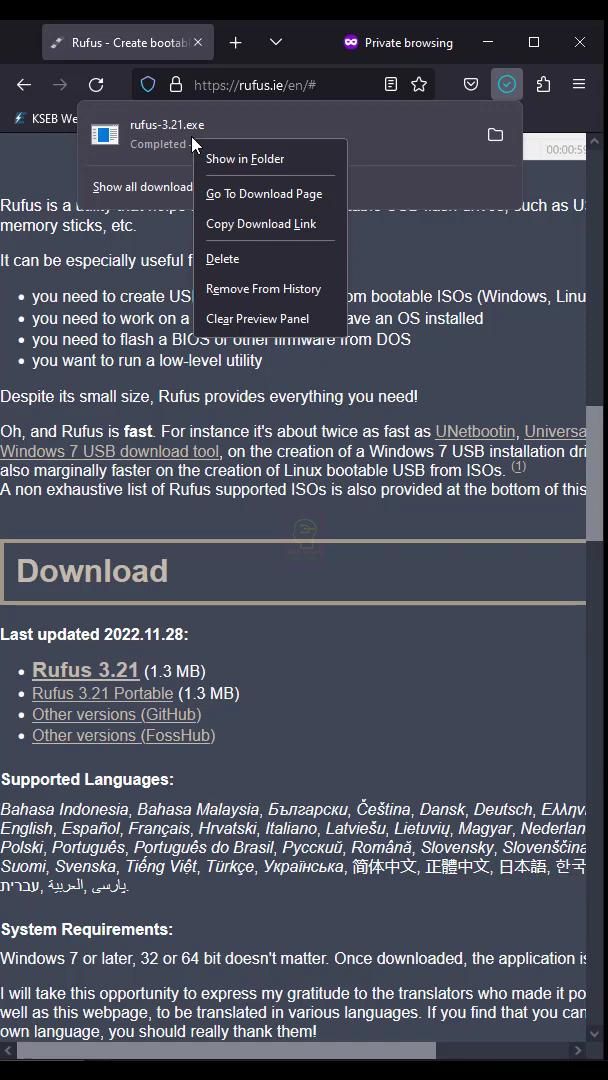 Rufus - Create bootab
Private browsing
https://rufus.ie/en/#
KSEB We
rufus-3.21.exe
Completed -
Show all download
Show in Folder
Go To Download Page
Copy Download Link
Delete
Remove From History
Clear Preview Panel
00:00:5
Rufus is a utility that helps
such as U
memory sticks, etc.
It can be especially useful f
you need to create US
om bootable ISOs (Windows, Linu
you need to work on a
ave an OS installed
you need to flash a BIOS or other firmware from DOS
you want to run a low-level utility
Despite its small size, Rufus provides everything you need!
Oh, and Rufus is fast. For instance it's about twice as fast as UNetbootin, Universa
Windows 7 USB download tool, on the creation of a Windows 7 USB installation dri
also marginally faster on the creation of Linux bootable USB from ISOs. (1)
A non exhaustive list of Rufus supported ISOs is also provided at the bottom of this
Download
Last updated 2022.11.28:
Rufus 3.21 (1.3 MB)
Rufus 3.21 Portable (1.3 MB)
Other versions (GitHub)
Other versions (FossHub)
Supported Languages:
Bahasa Indonesia, Bahasa Malaysia, Български, Čeština, Dansk, Deutsch, Ελλην
English, Español, Français, Hrvatski, Italiano, Latviešu, Lietuvių, Magyar, Nederlan
Polski, Português, Português do Brasil, Русский, Română, Slovensky, Slovenščina
Suomi, Svenska, Tiếng Việt, Türkçe, Українська, 简体中文, 正體中文, 日本語, 한국
עברית, العربية, پارسی.
System Requirements:
Windows 7 or later, 32 or 64 bit doesn't matter. Once downloaded, the application is
I will take this opportunity to express my gratitude to the translators who made it po
well as this webpage, to be translated in various languages. If you find that you can
own language, you should really thank them!